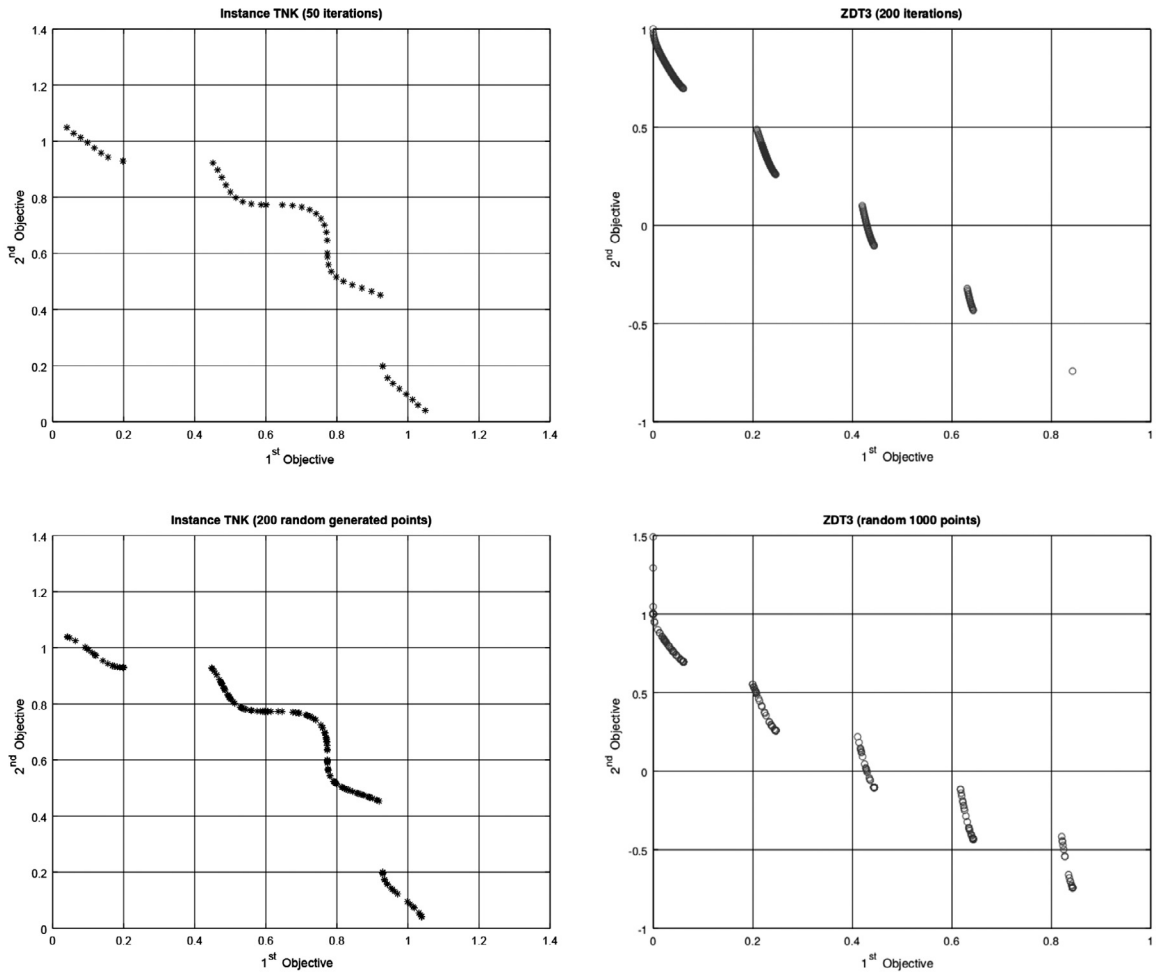 Instance TNK (50 iterations)
1.4
1.2
1
0.8
0.6
0.4
0.2
0
2nd Objective
0 0.2 0.4 0.6 0.8 1 1.2 1.4
1st Objective
ZDT3 (200 iterations)
1
0.5
0
-0.5
-1
2nd Objective
0 0.2 0.4 0.6 0.8 1
1st Objective
Instance TNK (200 random generated points)
1.4
1.2
1
0.8
0.6
0.4
0.2
0
2nd Objective
0 0.2 0.4 0.6 0.8 1 1.2 1.4
1st Objective
ZDT3 (random 1000 points)
1.5
1
0.5
0
-0.5
-1
2nd Objective
0 0.2 0.4 0.6 0.8 1
1st Objective